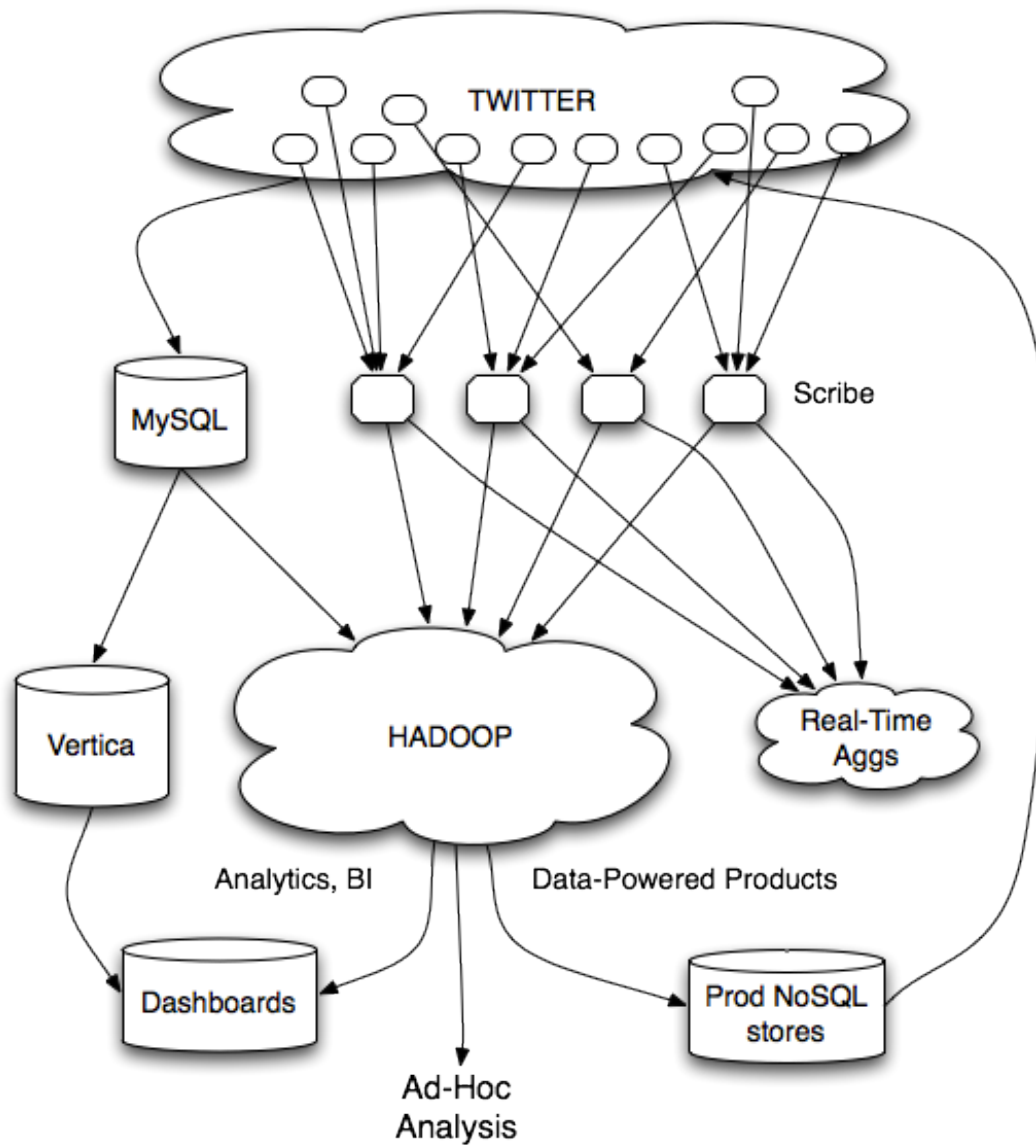 TWITTER
MySQL
Scribe
Vertica
HADOOP
Real-Time
Aggs
Analytics, BI
Data-Powered Products
Dashboards
Prod NoSQL
stores
Ad-Hoc
Analysis